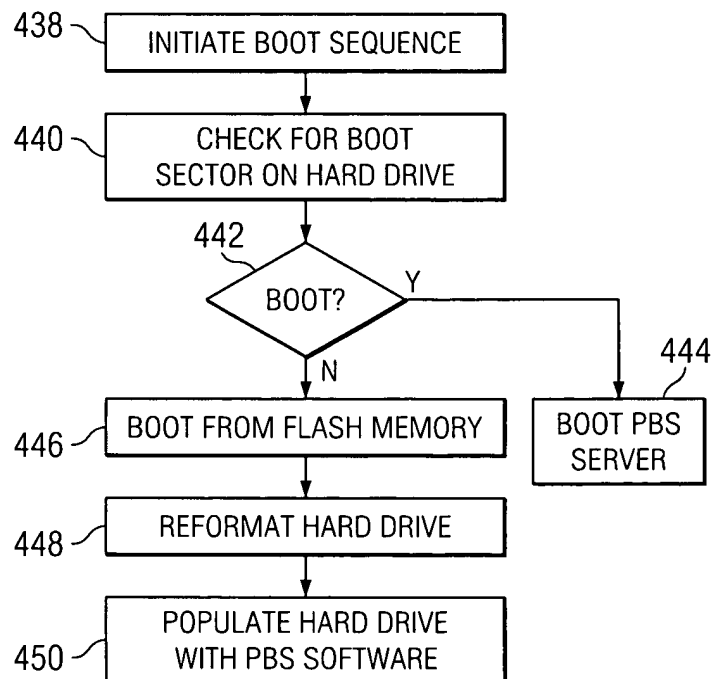 438
INITIATE BOOT SEQUENCE
440
CHECK FOR BOOT
SECTOR ON HARD DRIVE
442
BOOT?
Y
N
444
BOOT PBS
SERVER
446
BOOT FROM FLASH MEMORY
448
REFORMAT HARD DRIVE
450
POPULATE HARD DRIVE
WITH PBS SOFTWARE